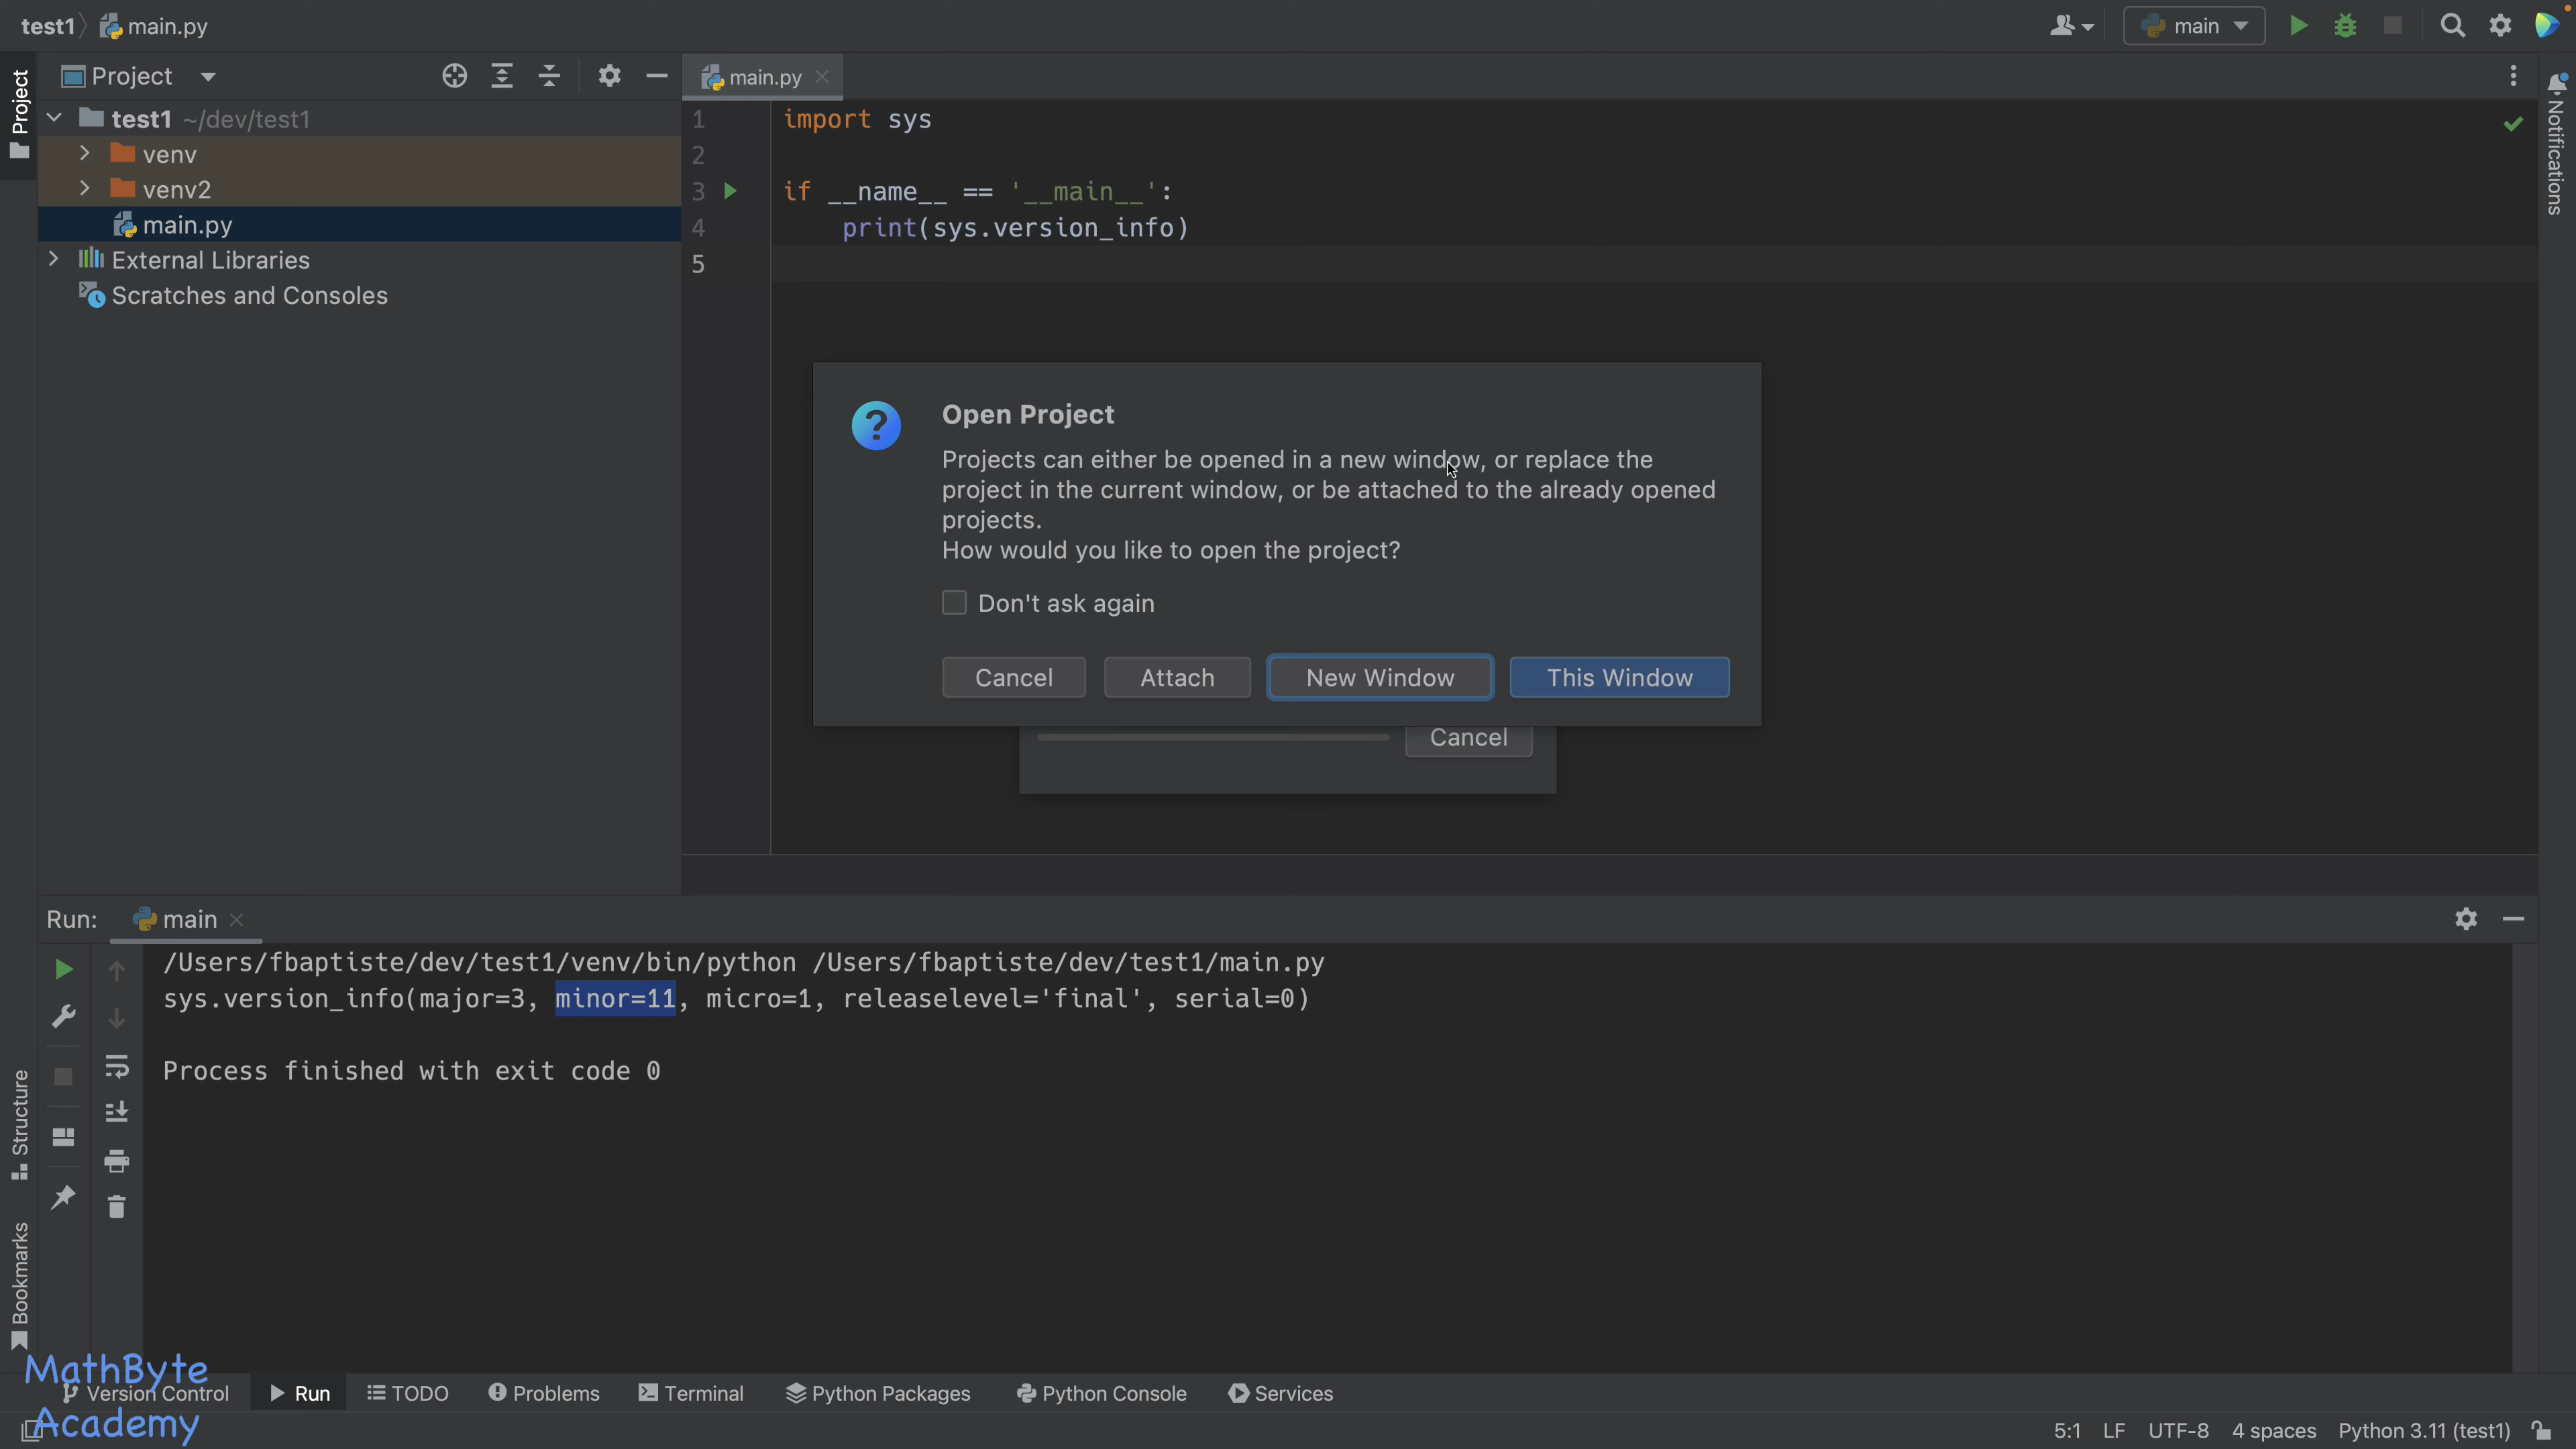 test1 main.py
main
Project
Project
test1 ~/dev/test1
venv
venv2
main.py
External Libraries
Scratches and Consoles
main.py
1 import sys
2
3 if __name__ == '__main__':
4 print(sys.version_info)
5
Notifications
Open Project
Projects can either be opened in a new window, or replace the
project in the current window, or be attached to the already opened
projects.
How would you like to open the project?
Don't ask again
Cancel Attach New Window This Window
Cancel
Run: main
/Users/fbaptiste/dev/test1/venv/bin/python /Users/fbaptiste/dev/test1/main.py
sys.version_info(major=3, minor=11, micro=1, releaselevel='final', serial=0)
Process finished with exit code 0
Structure
Bookmarks
MathByte
Academy
Version Control Run TODO Problems Terminal Python Packages Python Console Services
5:1 LF UTF-8 4 spaces Python 3.11 (test1)